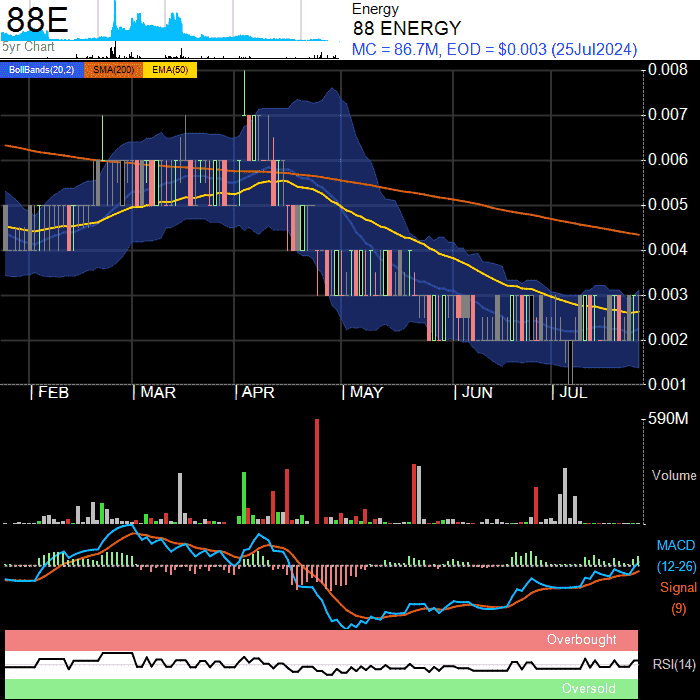 88E
5yr Chart
Energy
88 ENERGY
MC = 86.7M, EOD = $0.003 (25Jul2024)
BollBands(20,2) SMA(200) EMA(50)
0.008
0.007
0.006
0.005
0.004
0.003
0.002
0.001
| FEB | MAR | APR | MAY | JUN | JUL
590M
Volume
MACD
(12-26)
Signal
(9)
Overbought
RSI(14)
Oversold